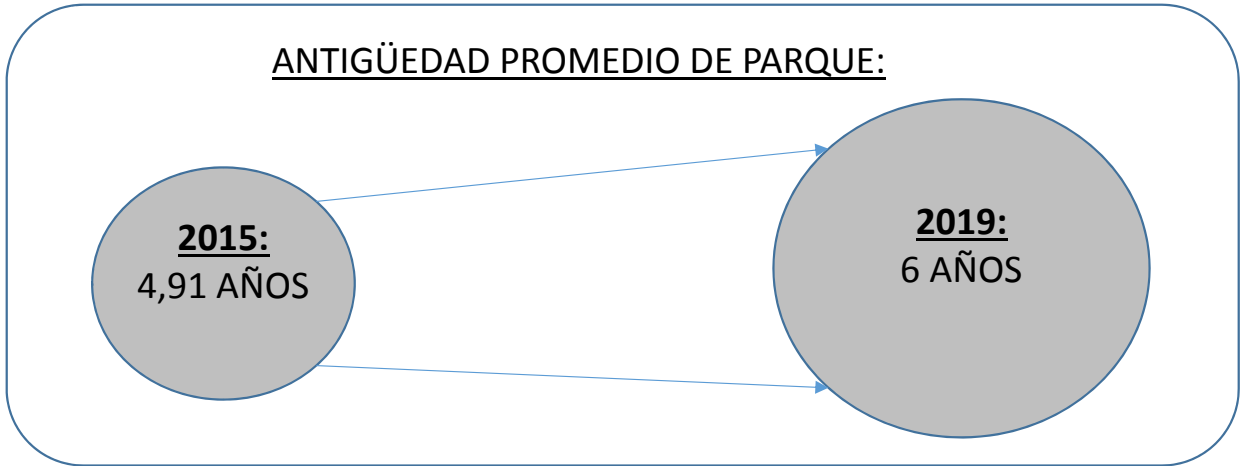 ANTIGÜEDAD PROMEDIO DE PARQUE:
2015:
4,91 AÑOS
2019:
6 AÑOS